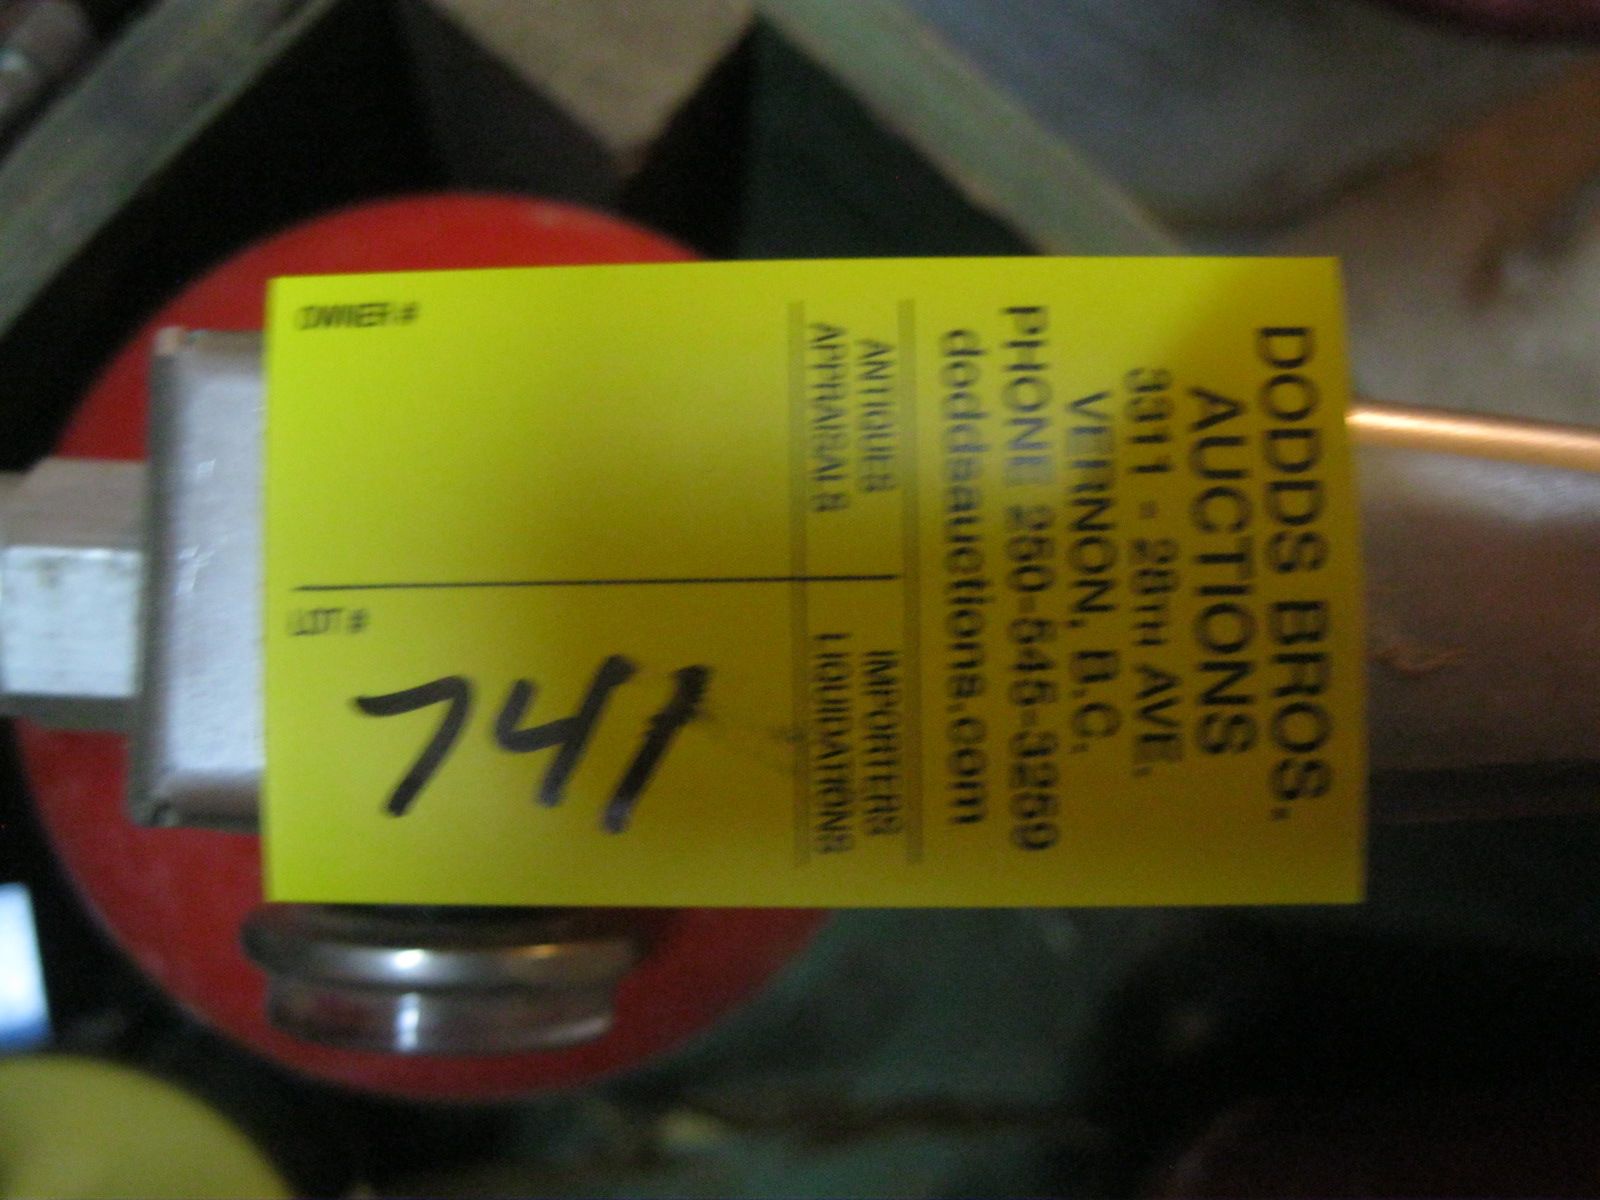 DODDS BROS.
AUCTIONS
3311 - 28TH AVE.
VERNON, B.C.
PHONE 250-545-3259
doddsauctions.com
ANTIQUES IMPORTERS
APPRAISALS LIQUIDATIONS
OWNER #
LOT #
741